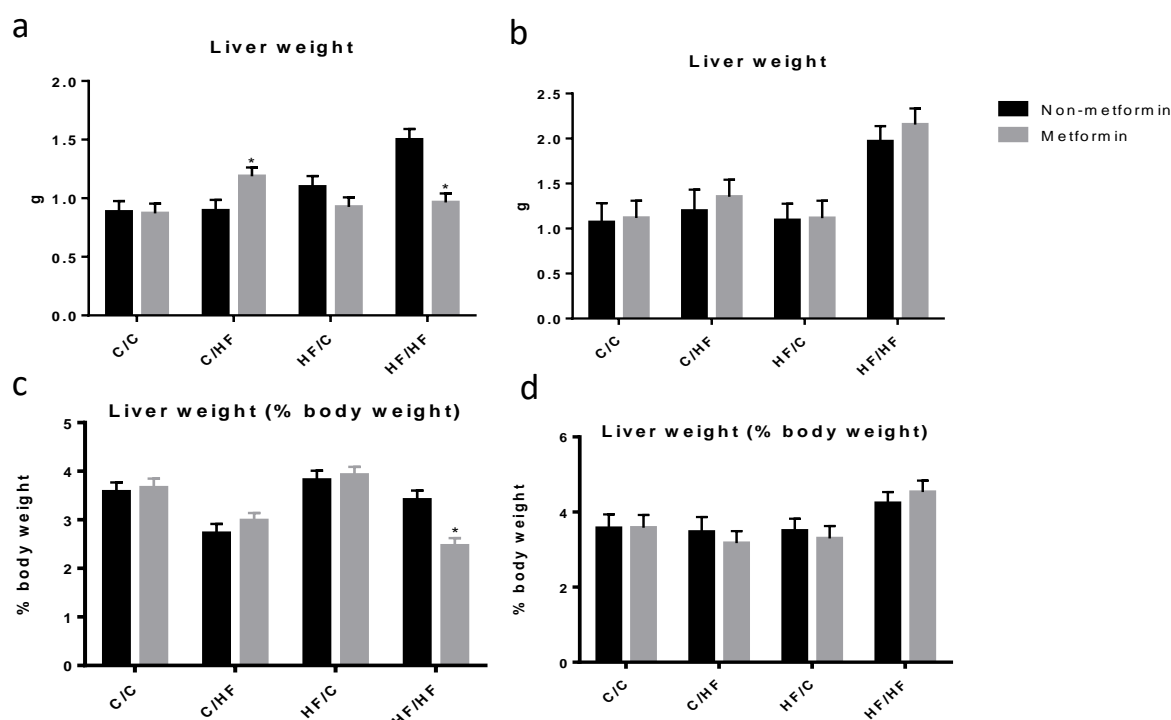 a
Liver weight
2.0
1.5
1.0
0.5
0.0
g
*
*
C/C
C/HF
HF/C
HF/HF
b
Liver weight
2.5
2.0
1.5
1.0
0.5
0.0
g
C/C
C/HF
HF/C
HF/HF
Non-metformin
Metformin
c
Liver weight (% body weight)
5
4
3
2
1
0
% body weight
*
C/C
C/HF
HF/C
HF/HF
d
Liver weight (% body weight)
6
4
2
0
% body weight
C/C
C/HF
HF/C
HF/HF